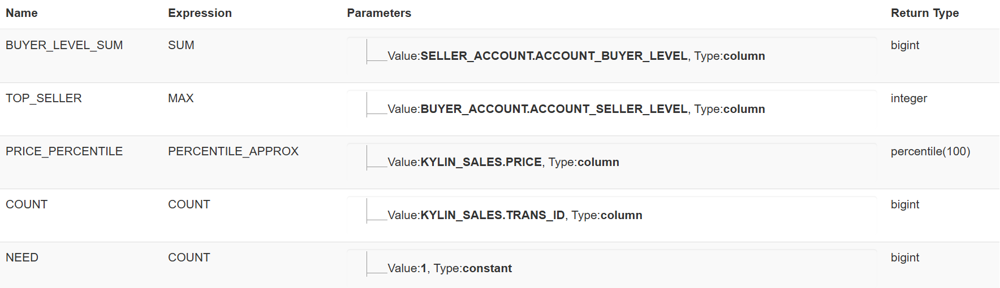 Name Expression Parameters Return Type
BUYER_LEVEL_SUM SUM Value:SELLER_ACCOUNT.ACCOUNT_BUYER_LEVEL, Type:column bigint
TOP_SELLER MAX Value:BUYER_ACCOUNT.ACCOUNT_SELLER_LEVEL, Type:column integer
PRICE_PERCENTILE PERCENTILE_APPROX Value:KYLIN_SALES.PRICE, Type:column percentile(100)
COUNT COUNT Value:KYLIN_SALES.TRANS_ID, Type:column bigint
NEED COUNT Value:1, Type:constant bigint